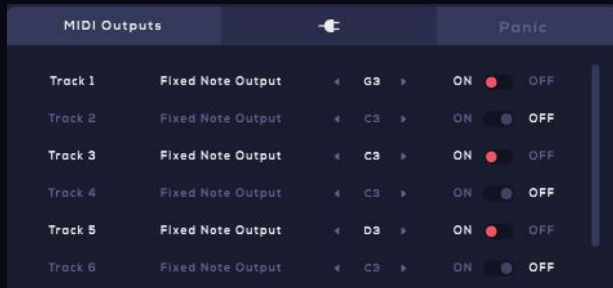 MIDI Outputs Panic
Track 1 Fixed Note Output G3 ON OFF
Track 2 Fixed Note Output C3 ON OFF
Track 3 Fixed Note Output C3 ON OFF
Track 4 Fixed Note Output C3 ON OFF
Track 5 Fixed Note Output D3 ON OFF
Track 6 Fixed Note Output C3 ON OFF